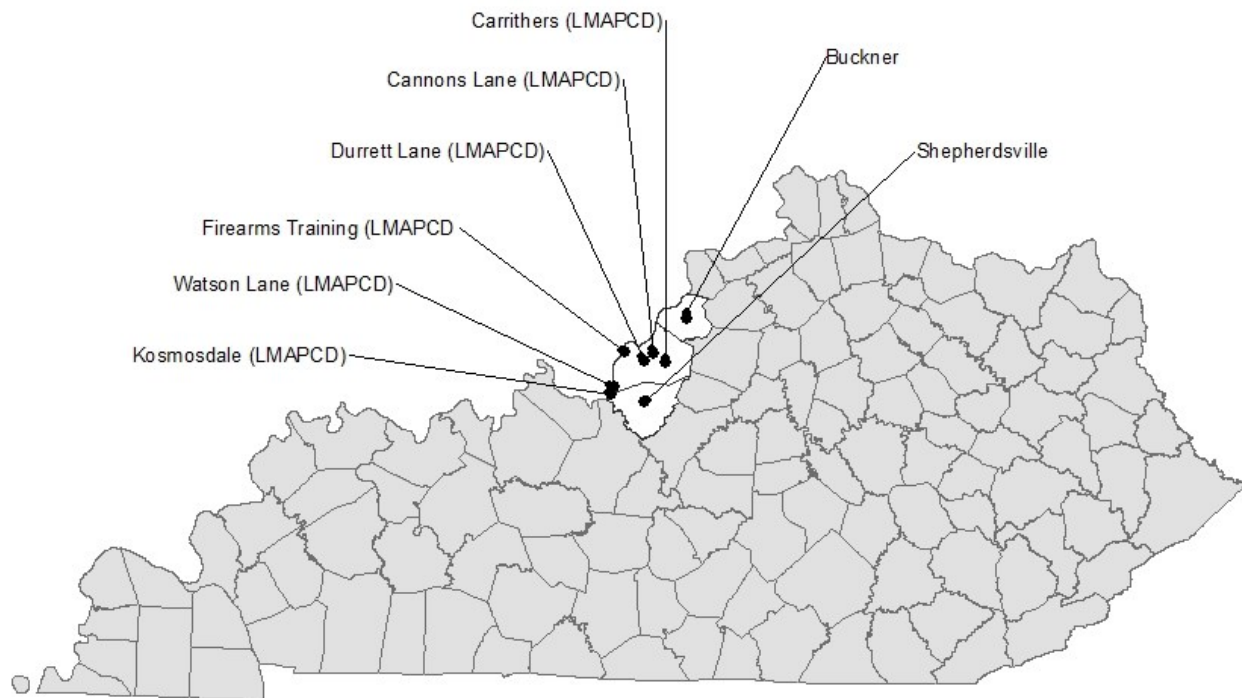 Carrithers (LMAPCD)
Buckner
Cannons Lane (LMAPCD)
Durrett Lane (LMAPCD)
Shepherdsville
Firearms Training (LMAPCD
Watson Lane (LMAPCD)
Kosmosdale (LMAPCD)